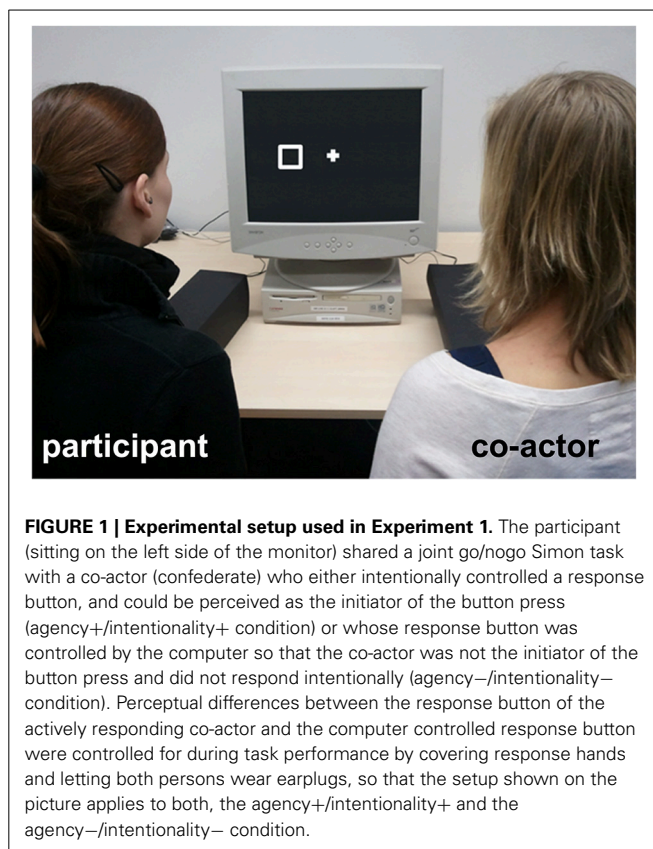 participant
co-actor
FIGURE 1 | Experimental setup used in Experiment 1. The participant
(sitting on the left side of the monitor) shared a joint go/nogo Simon task
with a co-actor (confederate) who either intentionally controlled a response
button, and could be perceived as the initiator of the button press
(agency+/intentionality+ condition) or whose response button was
controlled by the computer so that the co-actor was not the initiator of the
button press and did not respond intentionally (agency−/intentionality−
condition). Perceptual differences between the response button of the
actively responding co-actor and the computer controlled response button
were controlled for during task performance by covering response hands
and letting both persons wear earplugs, so that the setup shown on the
picture applies to both, the agency+/intentionality+ and the
agency−/intentionality− condition.